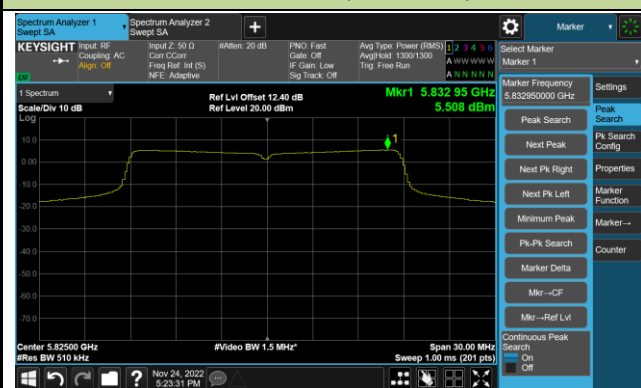 Spectrum Analyzer 1
Swept SA
Spectrum Analyzer 2
Swept SA
+
Marker
KEYSIGHT
Input: RF
Coupling: AC
Align: Off
Input Z: 50 Ω
Corr CCorr
Freq Ref: Int (S)
NFE: Adaptive
#Atten: 20 dB
PNO: Fast
Gate: Off
IF Gain: Low
Sig Track: Off
Avg Type: Power (RMS)
Avg|Hold: 1300/1300
Trig: Free Run
1 2 3 4 5 6
A W W W W W
A N N N N N
LXI
Select Marker
Marker 1
1 Spectrum
Scale/Div 10 dB
Log
Ref Lvl Offset 12.40 dB
Ref Level 20.00 dBm
Mkr1 5.832 95 GHz
5.508 dBm
1
10.0
0.00
-10.0
-20.0
-30.0
-40.0
-50.0
-60.0
-70.0
Center 5.82500 GHz
#Res BW 510 kHz
#Video BW 1.5 MHz*
Span 30.00 MHz
Sweep 1.00 ms (201 pts)
Marker Frequency
5.832950000 GHz
Peak Search
Next Peak
Next Pk Right
Next Pk Left
Minimum Peak
Pk-Pk Search
Marker Delta
Mkr→CF
Mkr→Ref Lvl
Continuous Peak
Search
On
Off
Settings
Peak
Search
Pk Search
Config
Properties
Marker
Function
Marker→
Counter
?
Nov 24, 2022
5:23:31 PM